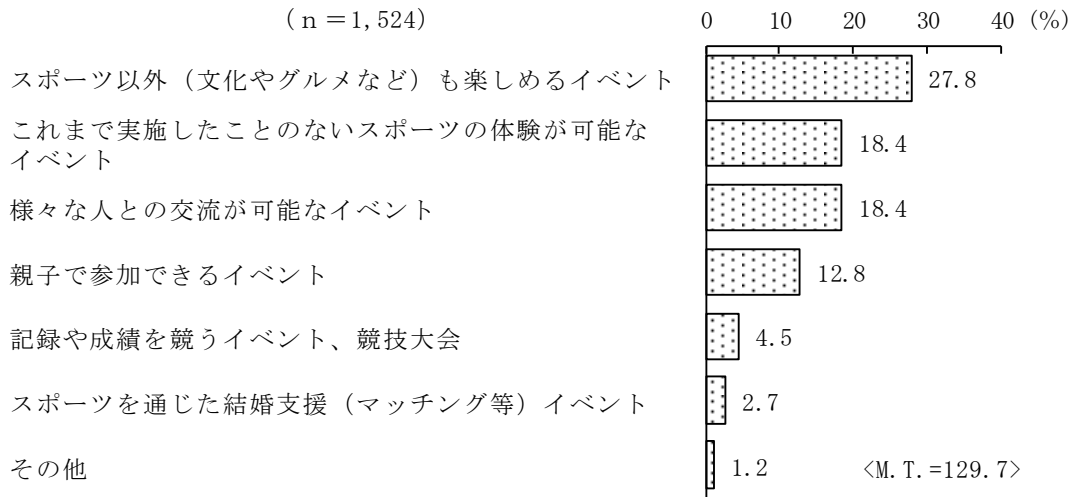 （ｎ＝1,524）
0 10 20 30 40 (%)
スポーツ以外（文化やグルメなど）も楽しめるイベント 27.8
これまで実施したことのないスポーツの体験が可能な
イベント 18.4
様々な人との交流が可能なイベント 18.4
親子で参加できるイベント 12.8
記録や成績を競うイベント、競技大会 4.5
スポーツを通じた結婚支援（マッチング等）イベント 2.7
その他 1.2 <M.T.=129.7>